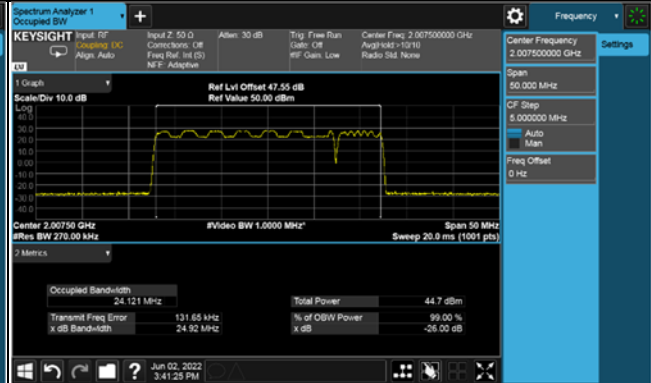 Spectrum Analyzer 1
Occupied BW
Frequency
KEYSIGHT
Input: RF
Coupling: DC
Align: Auto
Input Z: 50 Ω
Corrections: Off
Freq Ref: Int (S)
NFE: Adaptive
Atten: 30 dB
Trig: Free Run
Gate: Off
#IF Gain: Low
Center Freq: 2.007500000 GHz
Avg|Hold:>10/10
Radio Std: None
Center Frequency
2.007500000 GHz
Settings
Span
50.000 MHz
CF Step
5.000000 MHz
Auto
Man
Freq Offset
0 Hz
1 Graph
Scale/Div 10.0 dB
Ref Lvl Offset 47.55 dB
Ref Value 50.00 dBm
Log
40.0
30.0
20.0
10.0
0.00
-10.0
-20.0
-30.0
-40.0
Center 2.00750 GHz
#Res BW 270.00 kHz
#Video BW 1.0000 MHz*
Span 50 MHz
Sweep 20.0 ms (1001 pts)
2 Metrics
Occupied Bandwidth
24.121 MHz
Transmit Freq Error 131.65 kHz
x dB Bandwidth 24.92 MHz
Total Power 44.7 dBm
% of OBW Power 99.00 %
x dB -26.00 dB
Jun 02, 2022
3:41:25 PM